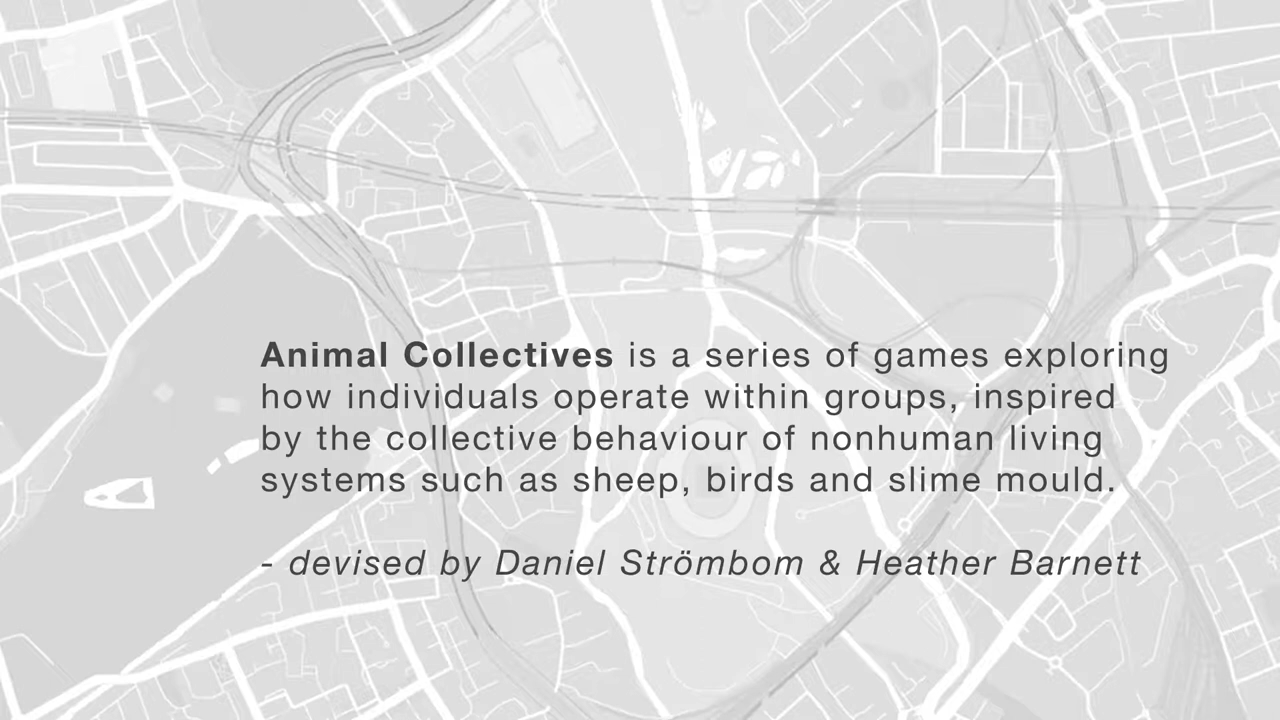 Animal Collectives is a series of games exploring
how individuals operate within groups, inspired
by the collective behaviour of nonhuman living
systems such as sheep, birds and slime mould.
- devised by Daniel Strömbom & Heather Barnett